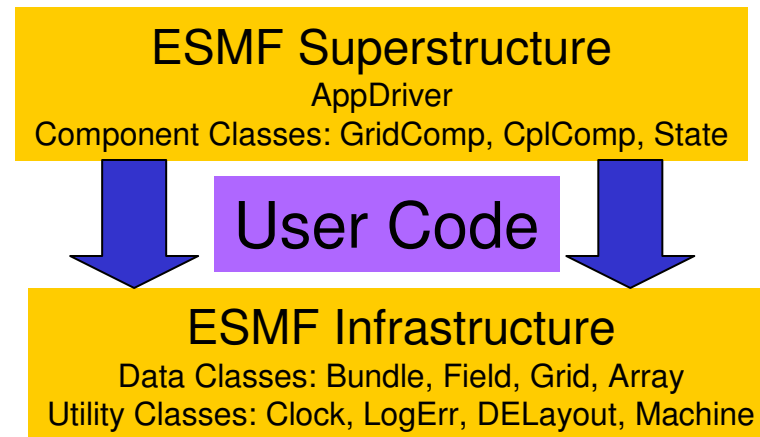 ESMF Superstructure
AppDriver
Component Classes: GridComp, CplComp, State
User Code
ESMF Infrastructure
Data Classes: Bundle, Field, Grid, Array
Utility Classes: Clock, LogErr, DELayout, Machine